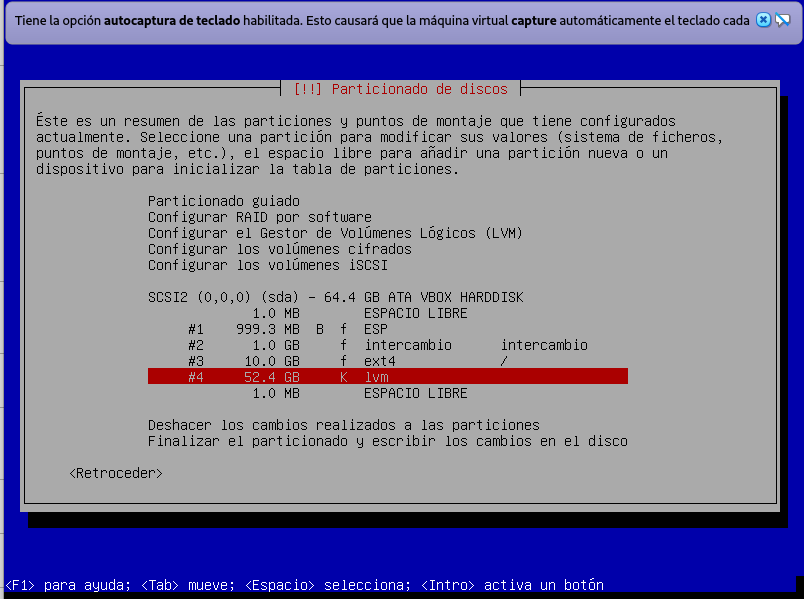 Tiene la opción autocaptura de teclado habilitada. Esto causará que la máquina virtual capture automáticamente el teclado cada
[!!] Particionado de discos
Éste es un resumen de las particiones y puntos de montaje que tiene configurados
actualmente. Seleccione una partición para modificar sus valores (sistema de ficheros,
puntos de montaje, etc.), el espacio libre para añadir una partición nueva o un
dispositivo para inicializar la tabla de particiones.
Particionado guiado
Configurar RAID por software
Configurar el Gestor de Volúmenes Lógicos (LVM)
Configurar los volúmenes cifrados
Configurar los volúmenes iSCSI
SCSI2 (0,0,0) (sda) - 64.4 GB ATA VBOX HARDDISK
1.0 MB ESPACIO LIBRE
#1 999.3 MB B f ESP
#2 1.0 GB f intercambio intercambio
#3 10.0 GB f ext4 /
#4 52.4 GB K lvm
1.0 MB ESPACIO LIBRE
Deshacer los cambios realizados a las particiones
Finalizar el particionado y escribir los cambios en el disco
<Retroceder>
<F1> para ayuda; <Tab> mueve; <Espacio> selecciona; <Intro> activa un botón